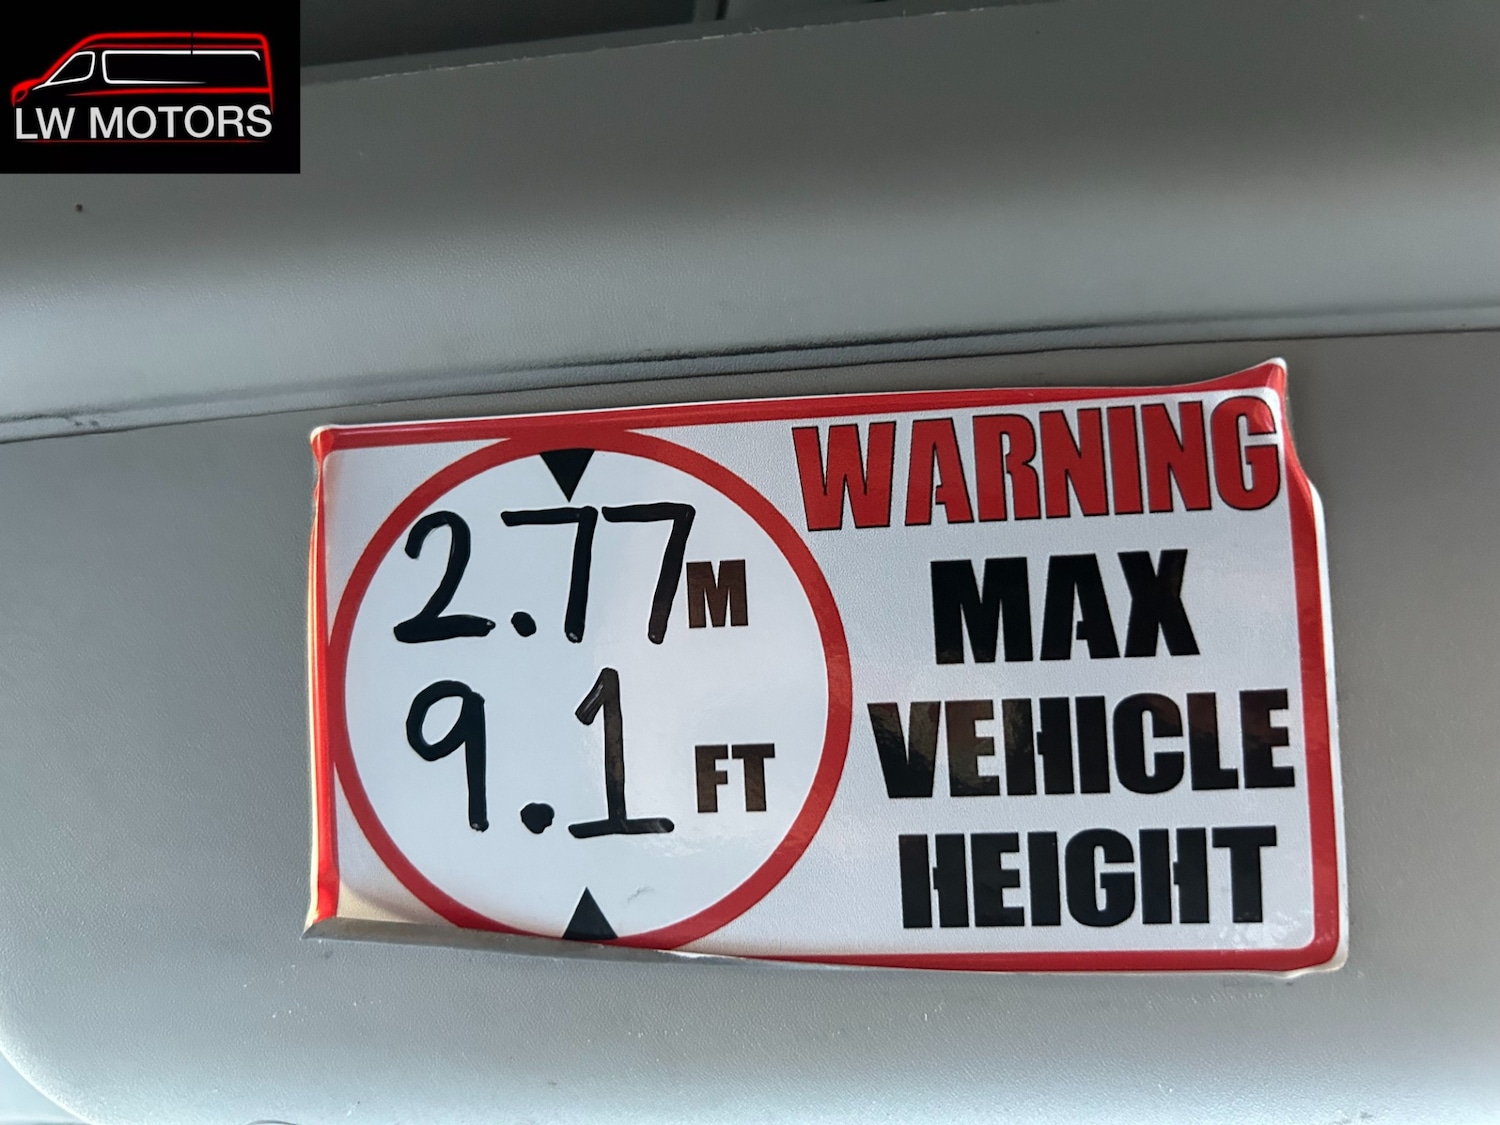 LW MOTORS
WARNING
2.77M
9.1 FT
MAX
VEHICLE
HEIGHT